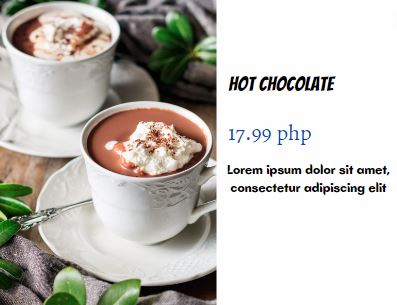 HOT CHOCOLATE
17.99 php
Lorem ipsum dolor sit amet,
consectetur adipiscing elit